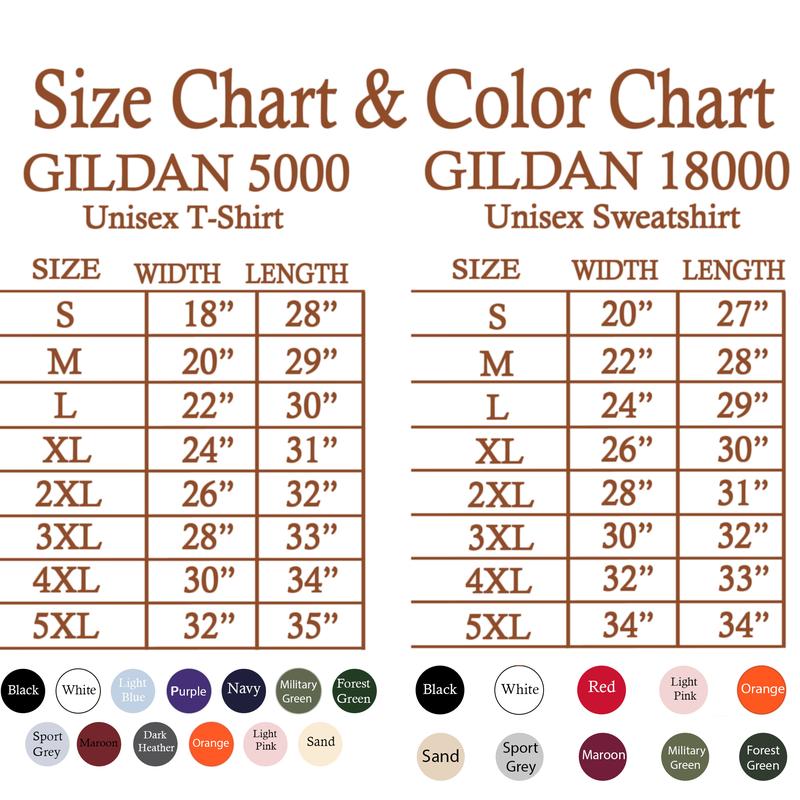 Size Chart & Color Chart
GILDAN 5000
Unisex T-Shirt
SIZE WIDTH LENGTH
S 18” 28”
M 20” 29”
L 22” 30”
XL 24” 31”
2XL 26” 32”
3XL 28” 33”
4XL 30” 34”
5XL 32” 35”
Black White Light Blue Purple Navy Military Green Forest Green
Sport Grey Maroon Dark Heather Orange Light Pink Sand
GILDAN 18000
Unisex Sweatshirt
SIZE WIDTH LENGTH
S 20” 27”
M 22” 28”
L 24” 29”
XL 26” 30”
2XL 28” 31”
3XL 30” 32”
4XL 32” 33”
5XL 34” 34”
Black White Red Light Pink Orange
Sand Sport Grey Maroon Military Green Forest Green